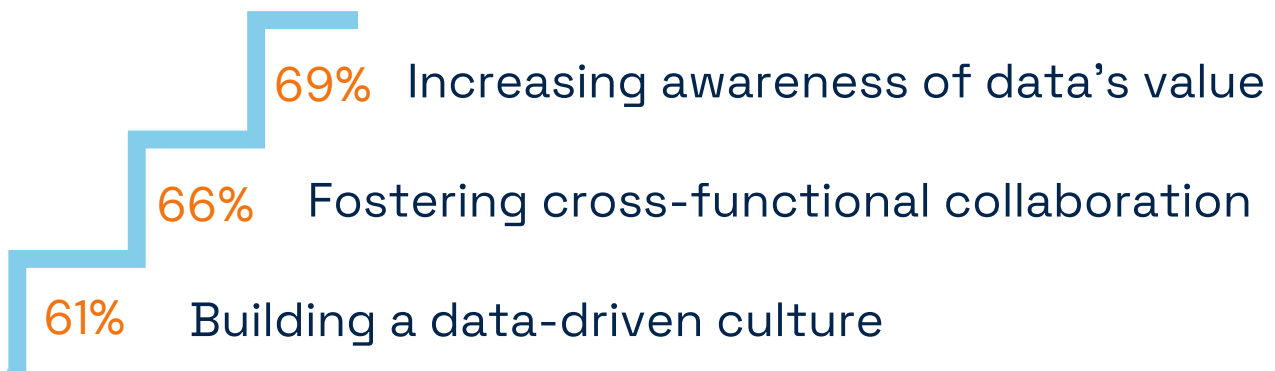 69% Increasing awareness of data’s value
66% Fostering cross-functional collaboration
61% Building a data-driven culture